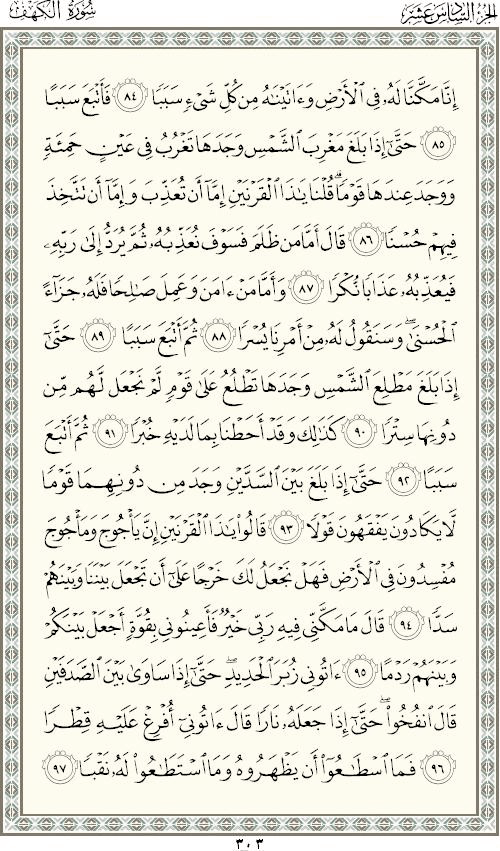 الجزء السادس عشر
سُورَةُ الكَهْفِ
إِنَّا مَكَّنَّا لَهُۥ فِى ٱلْأَرْضِ وَءَاتَيْنَٰهُ مِن كُلِّ شَىْءٍ سَبَبًا ٨٤ فَأَتْبَعَ سَبَبًا
٨٥ حَتَّىٰٓ إِذَا بَلَغَ مَغْرِبَ ٱلشَّمْسِ وَجَدَهَا تَغْرُبُ فِى عَيْنٍ حَمِئَةٍ
وَوَجَدَ عِندَهَا قَوْمًا ۗ قُلْنَا يَٰذَا ٱلْقَرْنَيْنِ إِمَّآ أَن تُعَذِّبَ وَإِمَّآ أَن تَتَّخِذَ
فِيهِمْ حُسْنًا ٨٦ قَالَ أَمَّا مَن ظَلَمَ فَسَوْفَ نُعَذِّبُهُۥ ثُمَّ يُرَدُّ إِلَىٰ رَبِّهِۦ
فَيُعَذِّبُهُۥ عَذَابًا نُّكْرًا ٨٧ وَأَمَّا مَنْ ءَامَنَ وَعَمِلَ صَٰلِحًا فَلَهُۥ جَزَآءً
ٱلْحُسْنَىٰ ۖ وَسَنَقُولُ لَهُۥ مِنْ أَمْرِنَا يُسْرًا ٨٨ ثُمَّ أَتْبَعَ سَبَبًا ٨٩ حَتَّىٰٓ
إِذَا بَلَغَ مَطْلِعَ ٱلشَّمْسِ وَجَدَهَا تَطْلُعُ عَلَىٰ قَوْمٍ لَّمْ نَجْعَل لَّهُم مِّن
دُونِهَا سِتْرًا ٩٠ كَذَٰلِكَ وَقَدْ أَحَطْنَا بِمَا لَدَيْهِ خُبْرًا ٩١ ثُمَّ أَتْبَعَ
سَبَبًا ٩٢ حَتَّىٰٓ إِذَا بَلَغَ بَيْنَ ٱلسَّدَّيْنِ وَجَدَ مِن دُونِهِمَا قَوْمًا
لَّا يَكَادُونَ يَفْقَهُونَ قَوْلًا ٩٣ قَالُوا۟ يَٰذَا ٱلْقَرْنَيْنِ إِنَّ يَأْجُوجَ وَمَأْجُوجَ
مُفْسِدُونَ فِى ٱلْأَرْضِ فَهَلْ نَجْعَلُ لَكَ خَرْجًا عَلَىٰٓ أَن تَجْعَلَ بَيْنَنَا وَبَيْنَهُمْ
سَدًّا ٩٤ قَالَ مَا مَكَّنِّى فِيهِ رَبِّى خَيْرٌ فَأَعِينُونِى بِقُوَّةٍ أَجْعَلْ بَيْنَكُمْ
وَبَيْنَهُمْ رَدْمًا ٩٥ ءَاتُونِى زُبَرَ ٱلْحَدِيدِ ۖ حَتَّىٰٓ إِذَا سَاوَىٰ بَيْنَ ٱلصَّدَفَيْنِ
قَالَ ٱنفُخُوا۟ ۖ حَتَّىٰٓ إِذَا جَعَلَهُۥ نَارًا قَالَ ءَاتُونِىٓ أُفْرِغْ عَلَيْهِ قِطْرًا
٩٦ فَمَا ٱسْطَٰعُوٓا۟ أَن يَظْهَرُوهُ وَمَا ٱسْتَطَٰعُوا۟ لَهُۥ نَقْبًا ٩٧
٣٠٣